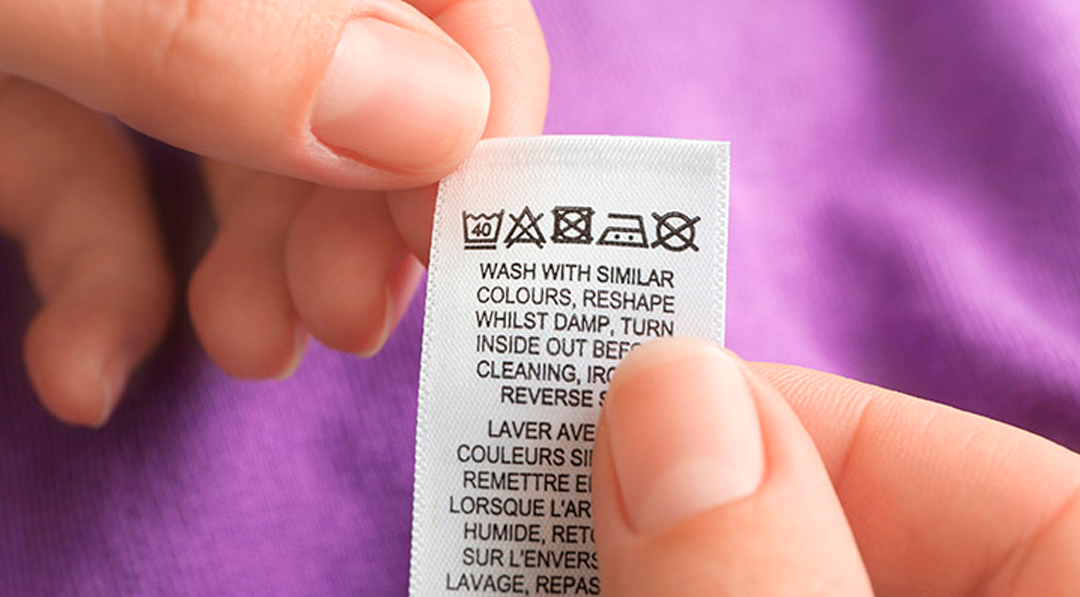 40
WASH WITH SIMILAR
COLOURS, RESHAPE
WHILST DAMP, TURN
INSIDE OUT
CLEANING,
REVERSE
LAVER
COULEURS
REMETTRE
LORSQUE
HUMIDE,
SUR L'ENVERS
LAVAGE,